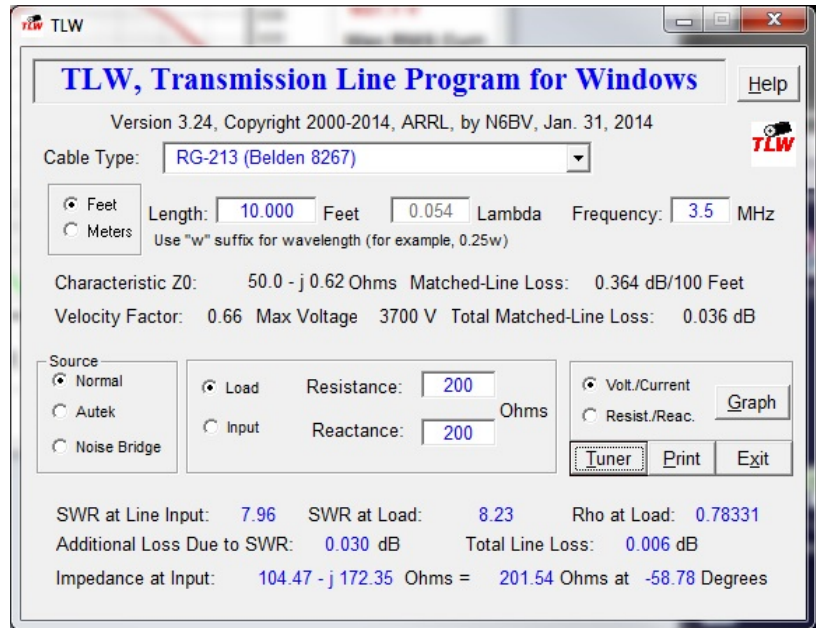 TLW TLW
TLW, Transmission Line Program for Windows
Help
Version 3.24, Copyright 2000-2014, ARRL, by N6BV, Jan. 31, 2014
TLW
Cable Type: RG-213 (Belden 8267)
Feet
Meters
Length: 10.000 Feet 0.054 Lambda Frequency: 3.5 MHz
Use "w" suffix for wavelength (for example, 0.25w)
Characteristic Z0: 50.0 - j 0.62 Ohms Matched-Line Loss: 0.364 dB/100 Feet
Velocity Factor: 0.66 Max Voltage 3700 V Total Matched-Line Loss: 0.036 dB
Source
Normal
Autek
Noise Bridge
Load
Input
Resistance: 200
Ohms
Reactance: 200
Volt./Current
Resist./Reac.
Graph
Tuner Print Exit
SWR at Line Input: 7.96 SWR at Load: 8.23 Rho at Load: 0.78331
Additional Loss Due to SWR: 0.030 dB Total Line Loss: 0.006 dB
Impedance at Input: 104.47 - j 172.35 Ohms = 201.54 Ohms at -58.78 Degrees